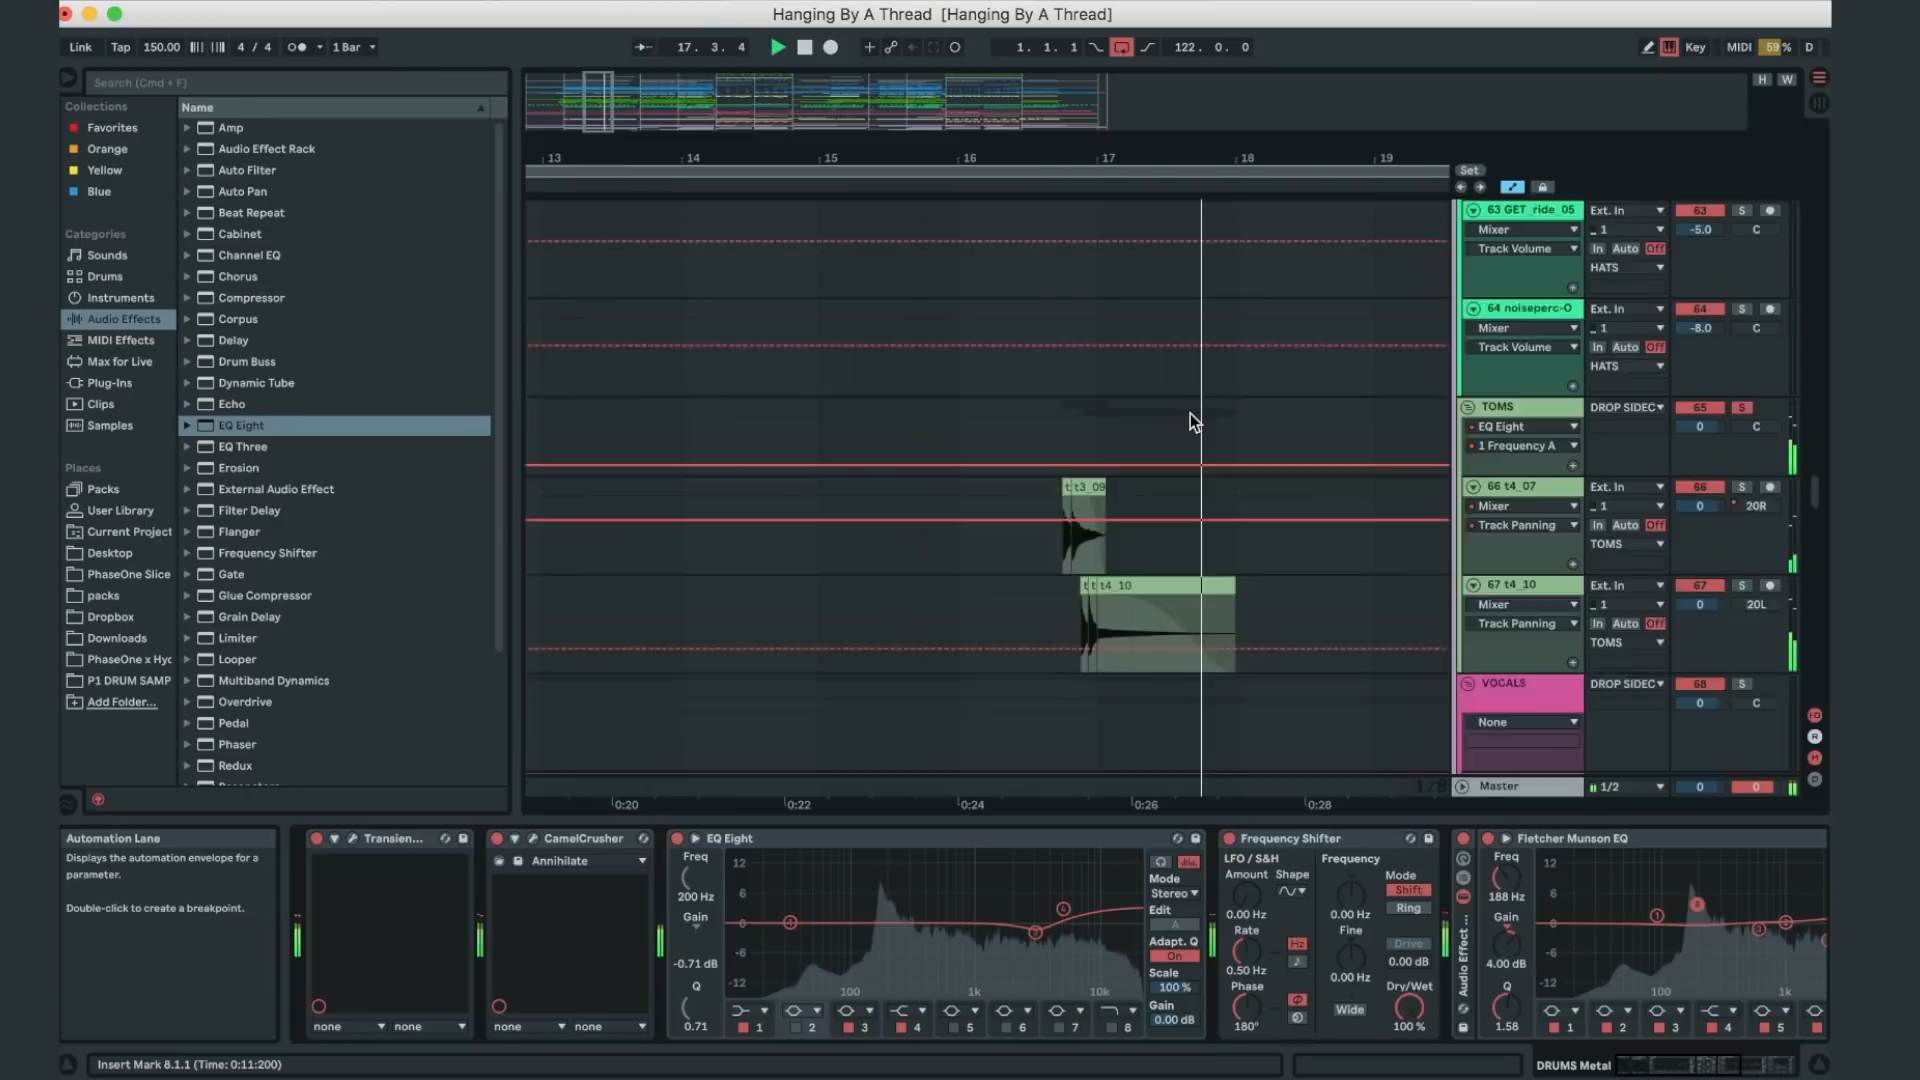 Hanging By A Thread [Hanging By A Thread]
Link Tap 150.00 4 / 4 1 Bar 17. 3. 4 1. 1. 1 122. 0. 0 Key MIDI 59 % D
Search (Cmd + F)
H W
Collections
Favorites
Orange
Yellow
Blue
Categories
Sounds
Drums
Instruments
Audio Effects
MIDI Effects
Max for Live
Plug-Ins
Clips
Samples
Places
Packs
User Library
Current Project
Desktop
PhaseOne Slice
packs
Dropbox
Downloads
PhaseOne x Hyc
P1 DRUM SAMP
Add Folder...
Name
Amp
Audio Effect Rack
Auto Filter
Auto Pan
Beat Repeat
Cabinet
Channel EQ
Chorus
Compressor
Corpus
Delay
Drum Buss
Dynamic Tube
Echo
EQ Eight
EQ Three
Erosion
External Audio Effect
Filter Delay
Flanger
Frequency Shifter
Gate
Glue Compressor
Grain Delay
Limiter
Looper
Multiband Dynamics
Overdrive
Pedal
Phaser
Redux
13 14 15 16 17 18 19
Set
63 GET_ride_05 Ext. In 63 S
Mixer 1 -5.0 C
Track Volume In Auto Off
HATS
64 noiseperc-O Ext. In 64 S
Mixer 1 -8.0 C
Track Volume In Auto Off
HATS
TOMS DROP SIDEC 65 S
EQ Eight 0 C
1 Frequency A
t t3_09
66 t4_07 Ext. In 66 S
Mixer 1 0 20R
Track Panning In Auto Off
TOMS
t t t4_10
67 t4_10 Ext. In 67 S
Mixer 1 0 20L
Track Panning In Auto Off
TOMS
VOCALS DROP SIDEC 68 S
0 C
None
R
D
Master 1/2 0 0
0:20 0:22 0:24 0:26 0:28
Automation Lane
Displays the automation envelope for a
parameter.
Double-click to create a breakpoint.
Transien...
none none
CamelCrusher
Annihilate
none none
EQ Eight
Freq
200 Hz
Gain
-0.71 dB
Q
0.71
12
6
0
-6
-12
100 1k 10k
1 2 3 4 5 6 7 8
Mode
Stereo
Edit
A
Adapt. Q
On
Scale
100 %
Gain
0.00 dB
Frequency Shifter
LFO / S&H Frequency
Amount Shape Mode
Shift
0.00 Hz 0.00 Hz Ring
Rate Fine
Hz Drive
0.50 Hz 0.00 Hz 0.00 dB
Phase Dry/Wet
Wide
180° 100 %
Audio Effect ...
Fletcher Munson EQ
Freq
188 Hz
Gain
4.00 dB
Q
1.58
12
6
0
-6
-12
100 1k
1 2 3 4 5
Insert Mark 8.1.1 (Time: 0:11:200)
DRUMS Metal